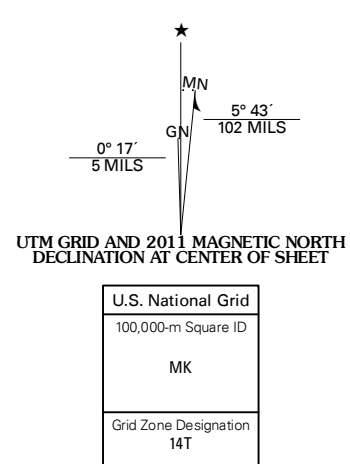 ★
MN
5° 43´
102 MILS
GN
0° 17´
5 MILS
UTM GRID AND 2011 MAGNETIC NORTH
DECLINATION AT CENTER OF SHEET
U.S. National Grid
100,000-m Square ID
MK
Grid Zone Designation
14T